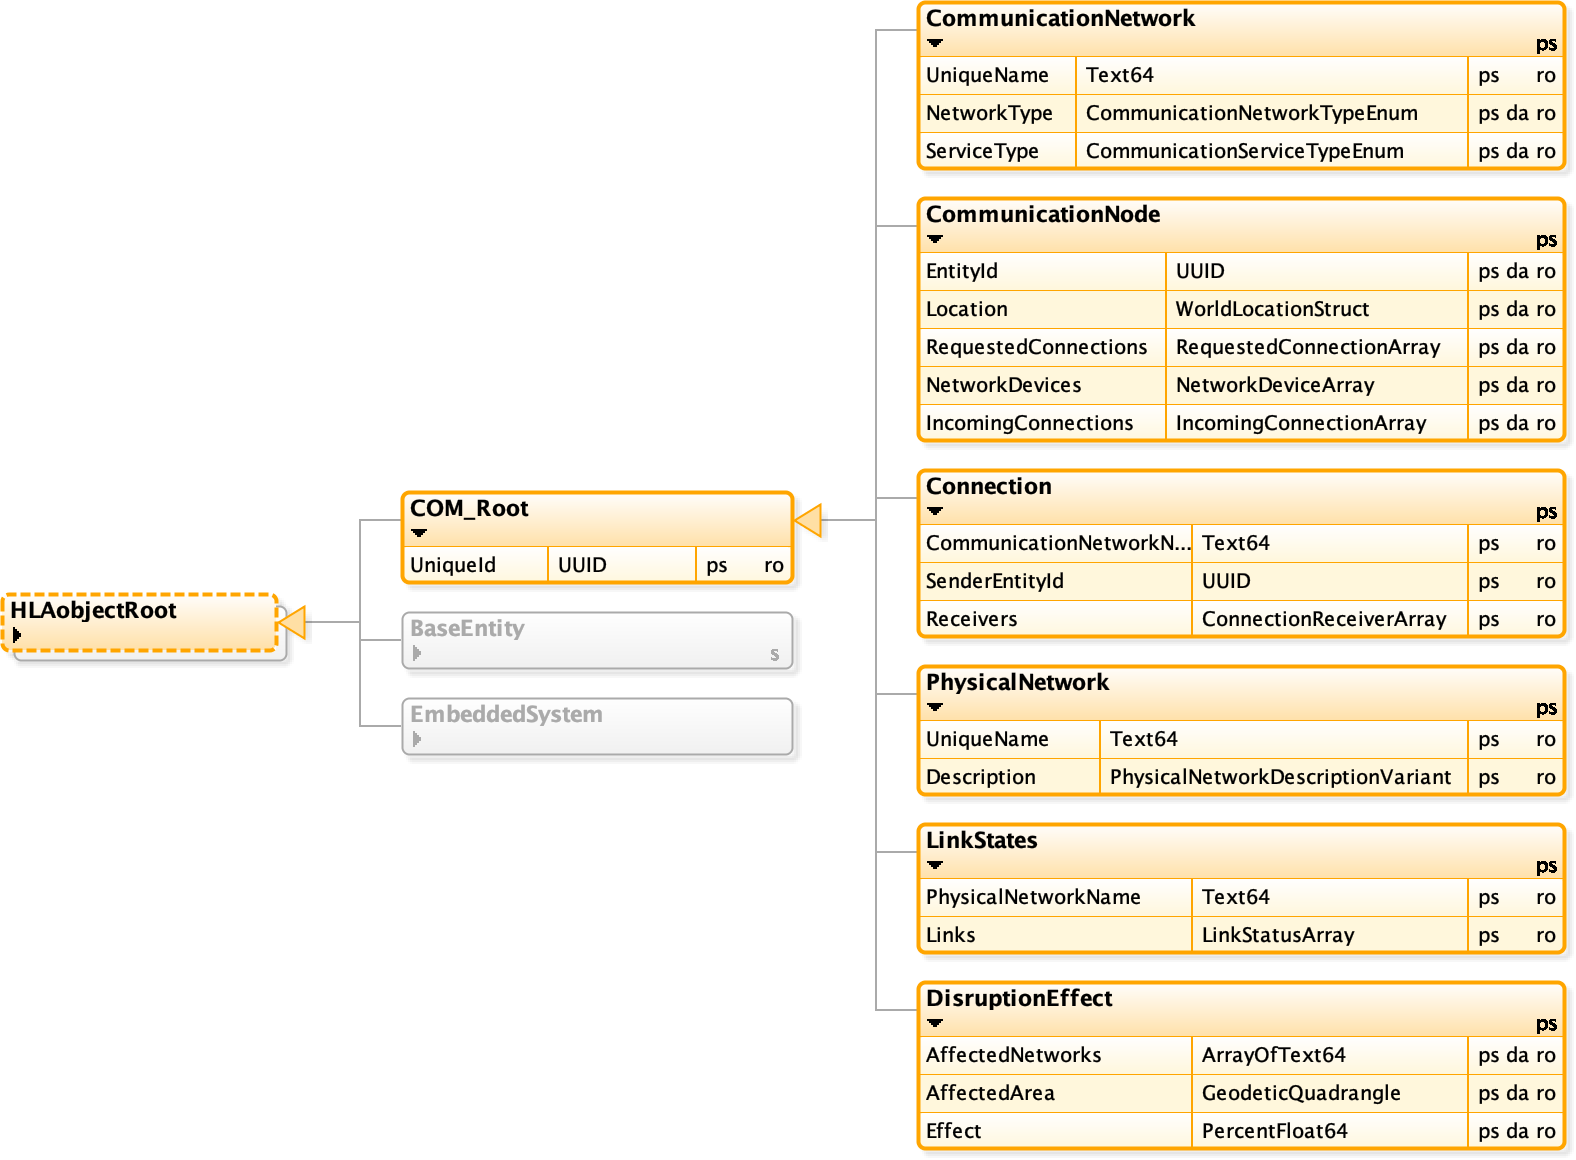 HLAobjectRoot
COM_Root
UniqueId UUID ps ro
BaseEntity
s
EmbeddedSystem
CommunicationNetwork
ps
UniqueName Text64 ps ro
NetworkType CommunicationNetworkTypeEnum ps da ro
ServiceType CommunicationServiceTypeEnum ps da ro
CommunicationNode
ps
EntityId UUID ps da ro
Location WorldLocationStruct ps da ro
RequestedConnections RequestedConnectionArray ps da ro
NetworkDevices NetworkDeviceArray ps da ro
IncomingConnections IncomingConnectionArray ps da ro
Connection
ps
CommunicationNetworkN... Text64 ps ro
SenderEntityId UUID ps ro
Receivers ConnectionReceiverArray ps ro
PhysicalNetwork
ps
UniqueName Text64 ps ro
Description PhysicalNetworkDescriptionVariant ps ro
LinkStates
ps
PhysicalNetworkName Text64 ps ro
Links LinkStatusArray ps ro
DisruptionEffect
ps
AffectedNetworks ArrayOfText64 ps da ro
AffectedArea GeodeticQuadrangle ps da ro
Effect PercentFloat64 ps da ro